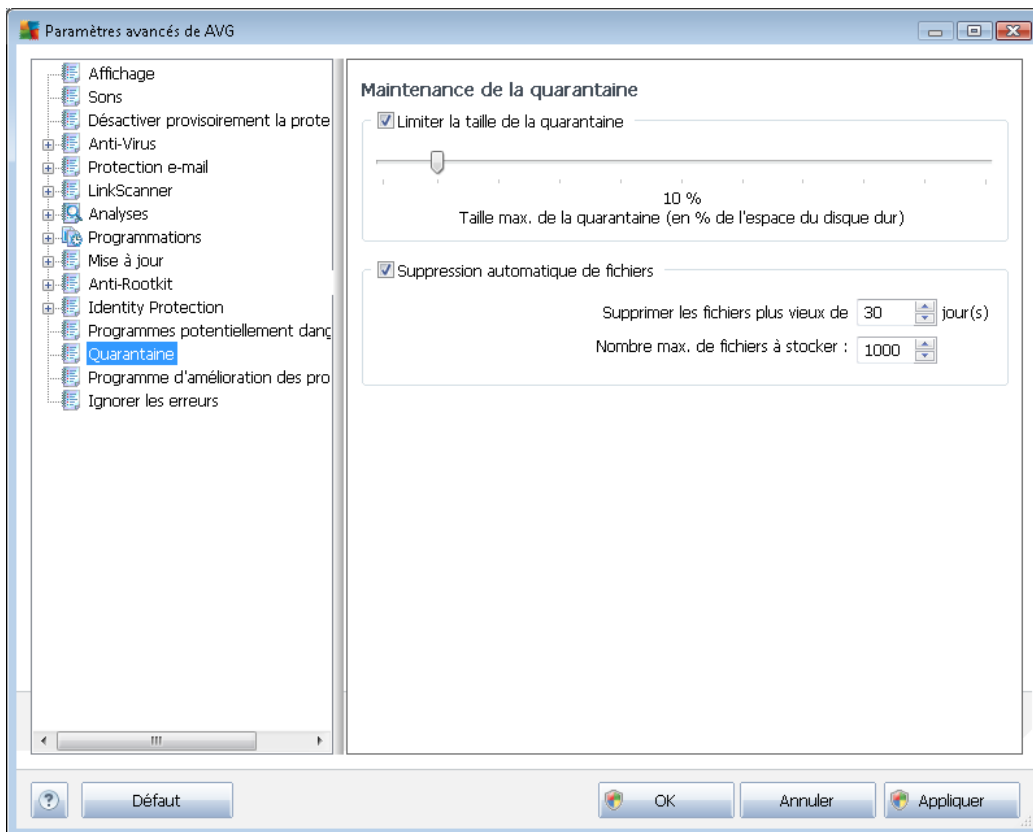 Paramètres avancés de AVG
Affichage
Sons
Désactiver provisoirement la prote
Anti-Virus
Protection e-mail
LinkScanner
Analyses
Programmations
Mise à jour
Anti-Rootkit
Identity Protection
Programmes potentiellement dang
Quarantaine
Programme d'amélioration des pro
Ignorer les erreurs
Maintenance de la quarantaine
Limiter la taille de la quarantaine
10 %
Taille max. de la quarantaine (en % de l'espace du disque dur)
Suppression automatique de fichiers
Supprimer les fichiers plus vieux de 30 jour(s)
Nombre max. de fichiers à stocker : 1000
? Défaut OK Annuler Appliquer